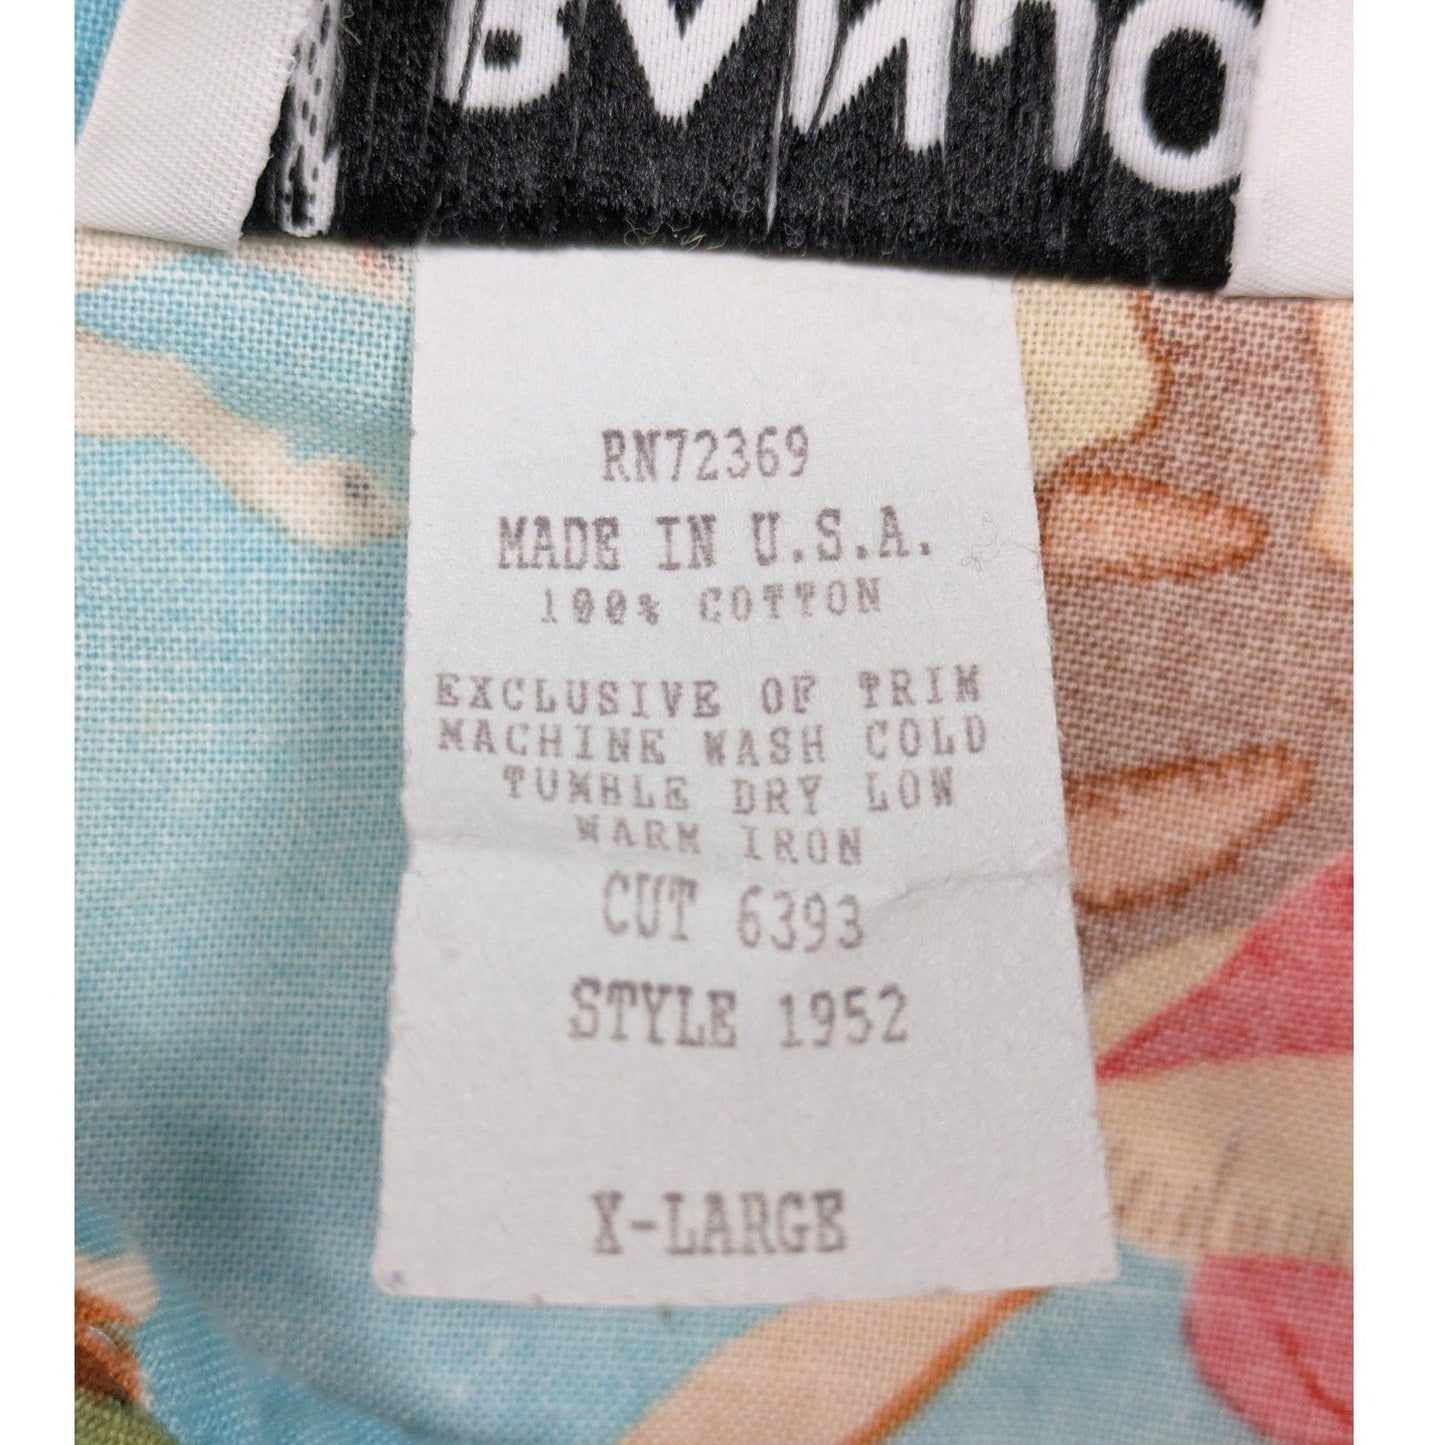 RN72369
MADE IN U.S.A.
100% COTTON
EXCLUSIVE OF TRIM
MACHINE WASH COLD
TUMBLE DRY LOW
WARM IRON
CUT 6393
STYLE 1952
X-LARGE